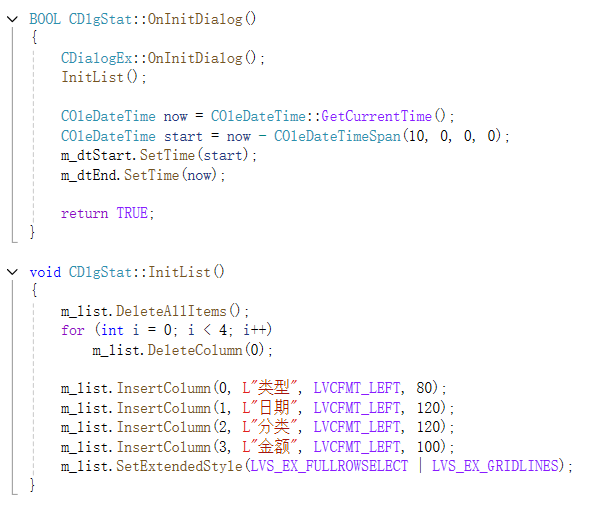 BOOL CDlgStat::OnInitDialog()
{
    CDialogEx::OnInitDialog();
    InitList();

    COleDateTime now = COleDateTime::GetCurrentTime();
    COleDateTime start = now - COleDateTimeSpan(10, 0, 0, 0);
    m_dtStart.SetTime(start);
    m_dtEnd.SetTime(now);

    return TRUE;
}

void CDlgStat::InitList()
{
    m_list.DeleteAllItems();
    for (int i = 0; i < 4; i++)
        m_list.DeleteColumn(0);

    m_list.InsertColumn(0, L"类型", LVCFMT_LEFT, 80);
    m_list.InsertColumn(1, L"日期", LVCFMT_LEFT, 120);
    m_list.InsertColumn(2, L"分类", LVCFMT_LEFT, 120);
    m_list.InsertColumn(3, L"金额", LVCFMT_LEFT, 100);
    m_list.SetExtendedStyle(LVS_EX_FULLROWSELECT | LVS_EX_GRIDLINES);
}